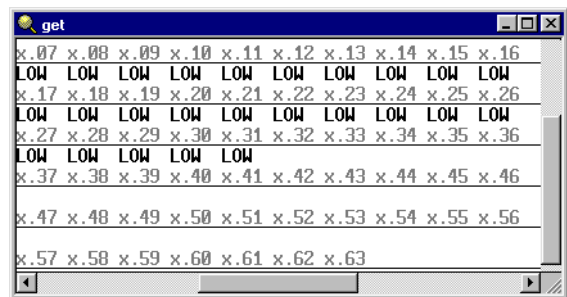 get
x.07 x.08 x.09 x.10 x.11 x.12 x.13 x.14 x.15 x.16
LOW LOW LOW LOW LOW LOW LOW LOW LOW LOW
x.17 x.18 x.19 x.20 x.21 x.22 x.23 x.24 x.25 x.26
LOW LOW LOW LOW LOW LOW LOW LOW LOW LOW
x.27 x.28 x.29 x.30 x.31 x.32 x.33 x.34 x.35 x.36
LOW LOW LOW LOW LOW
x.37 x.38 x.39 x.40 x.41 x.42 x.43 x.44 x.45 x.46
x.47 x.48 x.49 x.50 x.51 x.52 x.53 x.54 x.55 x.56
x.57 x.58 x.59 x.60 x.61 x.62 x.63